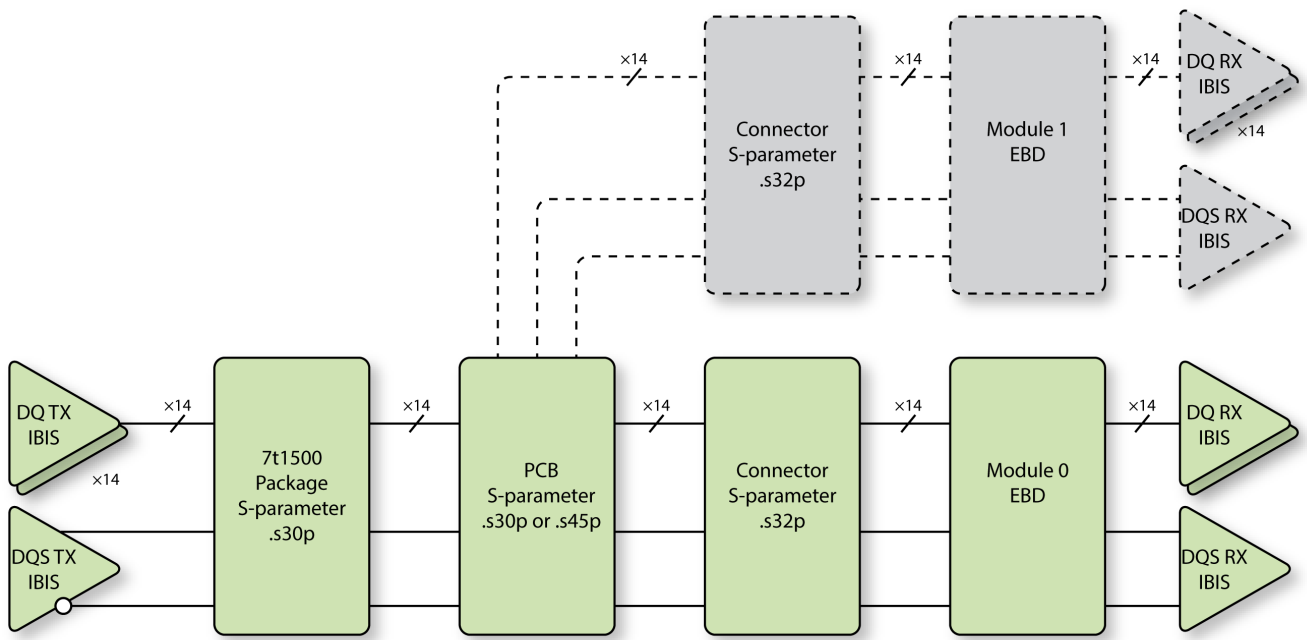 ×14
×14
×14
DQ RX
IBIS
×14
Connector
S-parameter
.s32p
Module 1
EBD
DQS RX
IBIS
DQ TX
IBIS
×14
×14
×14
×14
×14
×14
DQ RX
IBIS
7t1500
Package
S-parameter
.s30p
PCB
S-parameter
.s30p or .s45p
Connector
S-parameter
.s32p
Module 0
EBD
DQS TX
IBIS
DQS RX
IBIS